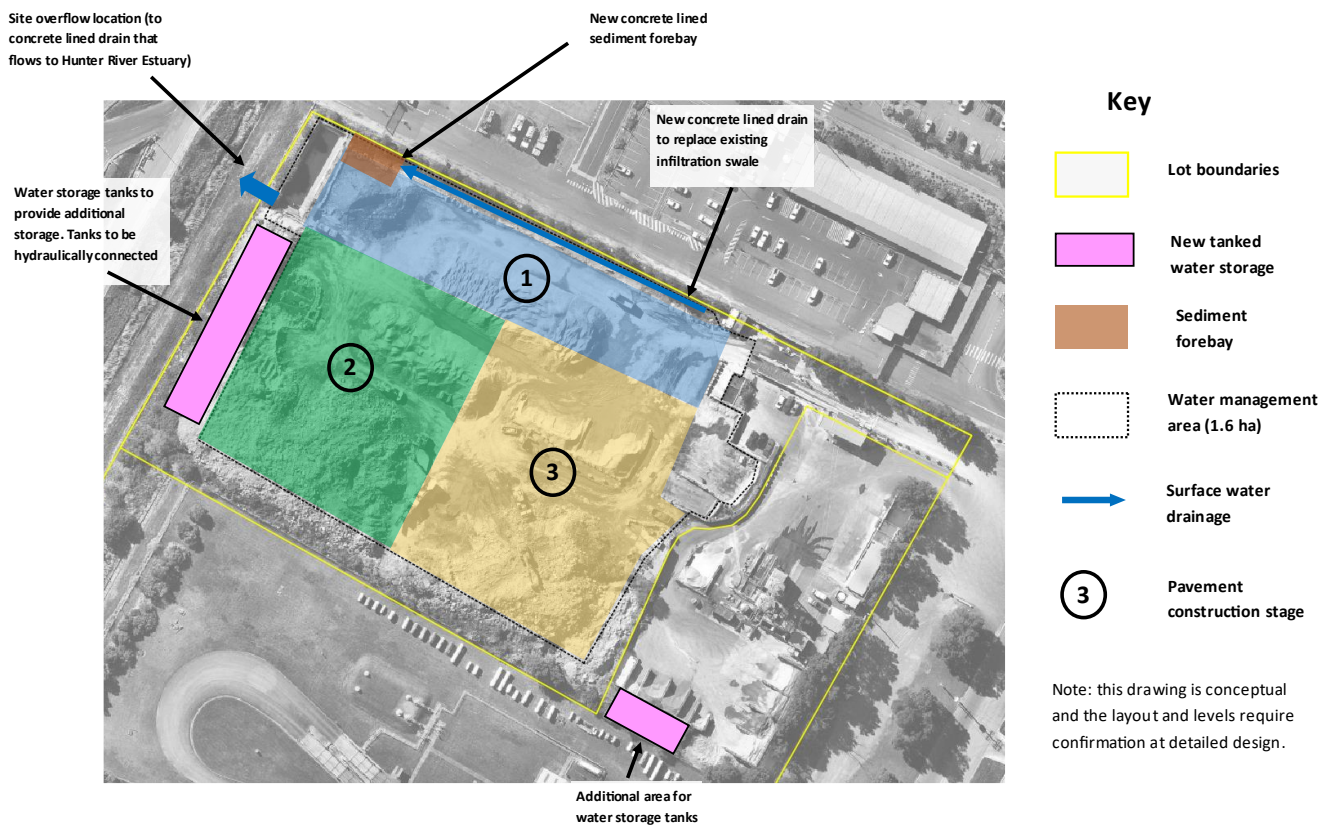 Site overflow location (to
concrete lined drain that
flows to Hunter River Estuary)
New concrete lined
sediment forebay
New concrete lined drain
to replace existing
infiltration swale
Water storage tanks to
provide additional
storage. Tanks to be
hydraulically connected
1
2
3
Additional area for
water storage tanks
Key
Lot boundaries
New tanked
water storage
Sediment
forebay
Water management
area (1.6 ha)
Surface water
drainage
3
Pavement
construction stage
Note: this drawing is conceptual
and the layout and levels require
confirmation at detailed design.